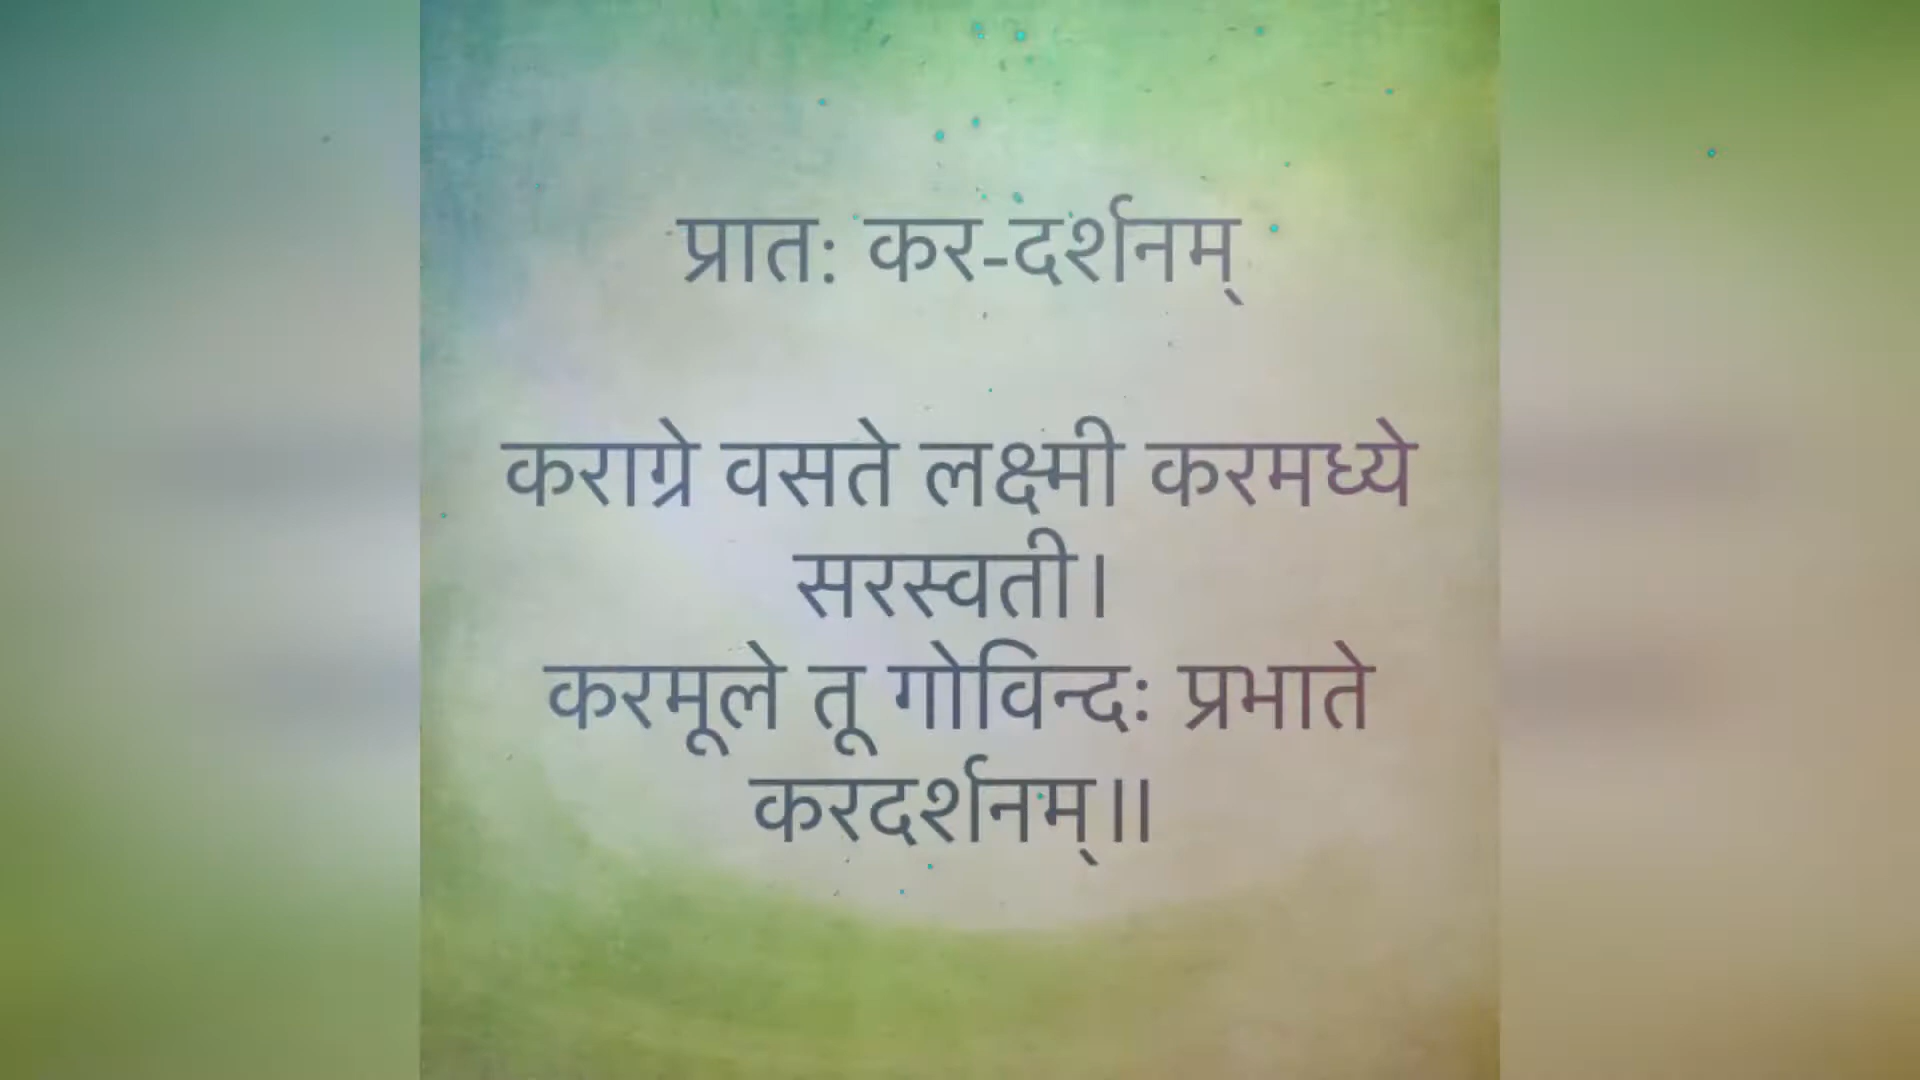 प्रात: कर-दर्शनम्
कराग्रे वसते लक्ष्मी करमध्ये
सरस्वती।
करमूले तू गोविन्दः प्रभाते
करदर्शनम्॥